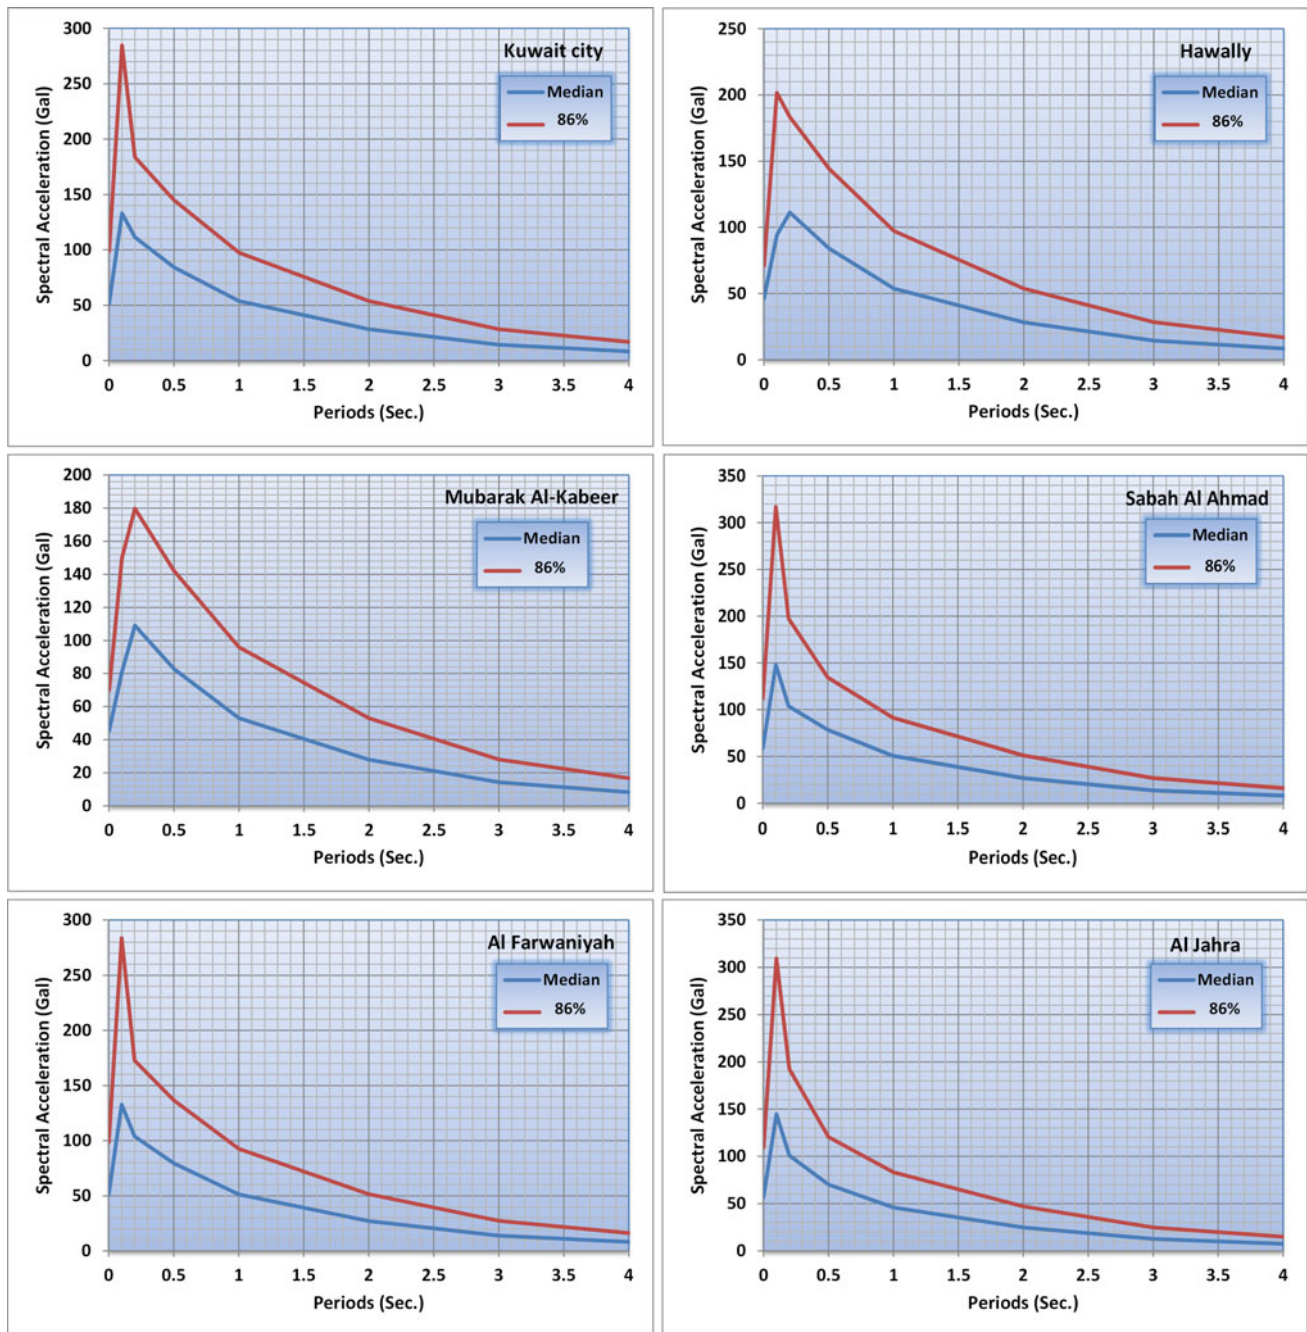 Kuwait city
Median
86%
Spectral Acceleration (Gal)
300
250
200
150
100
50
0
0 0.5 1 1.5 2 2.5 3 3.5 4
Periods (Sec.)
Hawally
Median
86%
Spectral Acceleration (Gal)
250
200
150
100
50
0
0 0.5 1 1.5 2 2.5 3 3.5 4
Periods (Sec.)
Mubarak Al-Kabeer
Median
86%
Spectral Acceleration (Gal)
200
180
160
140
120
100
80
60
40
20
0
0 0.5 1 1.5 2 2.5 3 3.5 4
Periods (Sec.)
Sabah Al Ahmad
Median
86%
Spectral Acceleration (Gal)
350
300
250
200
150
100
50
0
0 0.5 1 1.5 2 2.5 3 3.5 4
Periods (Sec.)
Al Farwaniyah
Median
86%
Spectral Acceleration (Gal)
300
250
200
150
100
50
0
0 0.5 1 1.5 2 2.5 3 3.5 4
Periods (Sec.)
Al Jahra
Median
86%
Spectral Acceleration (Gal)
350
300
250
200
150
100
50
0
0 0.5 1 1.5 2 2.5 3 3.5 4
Periods (Sec.)